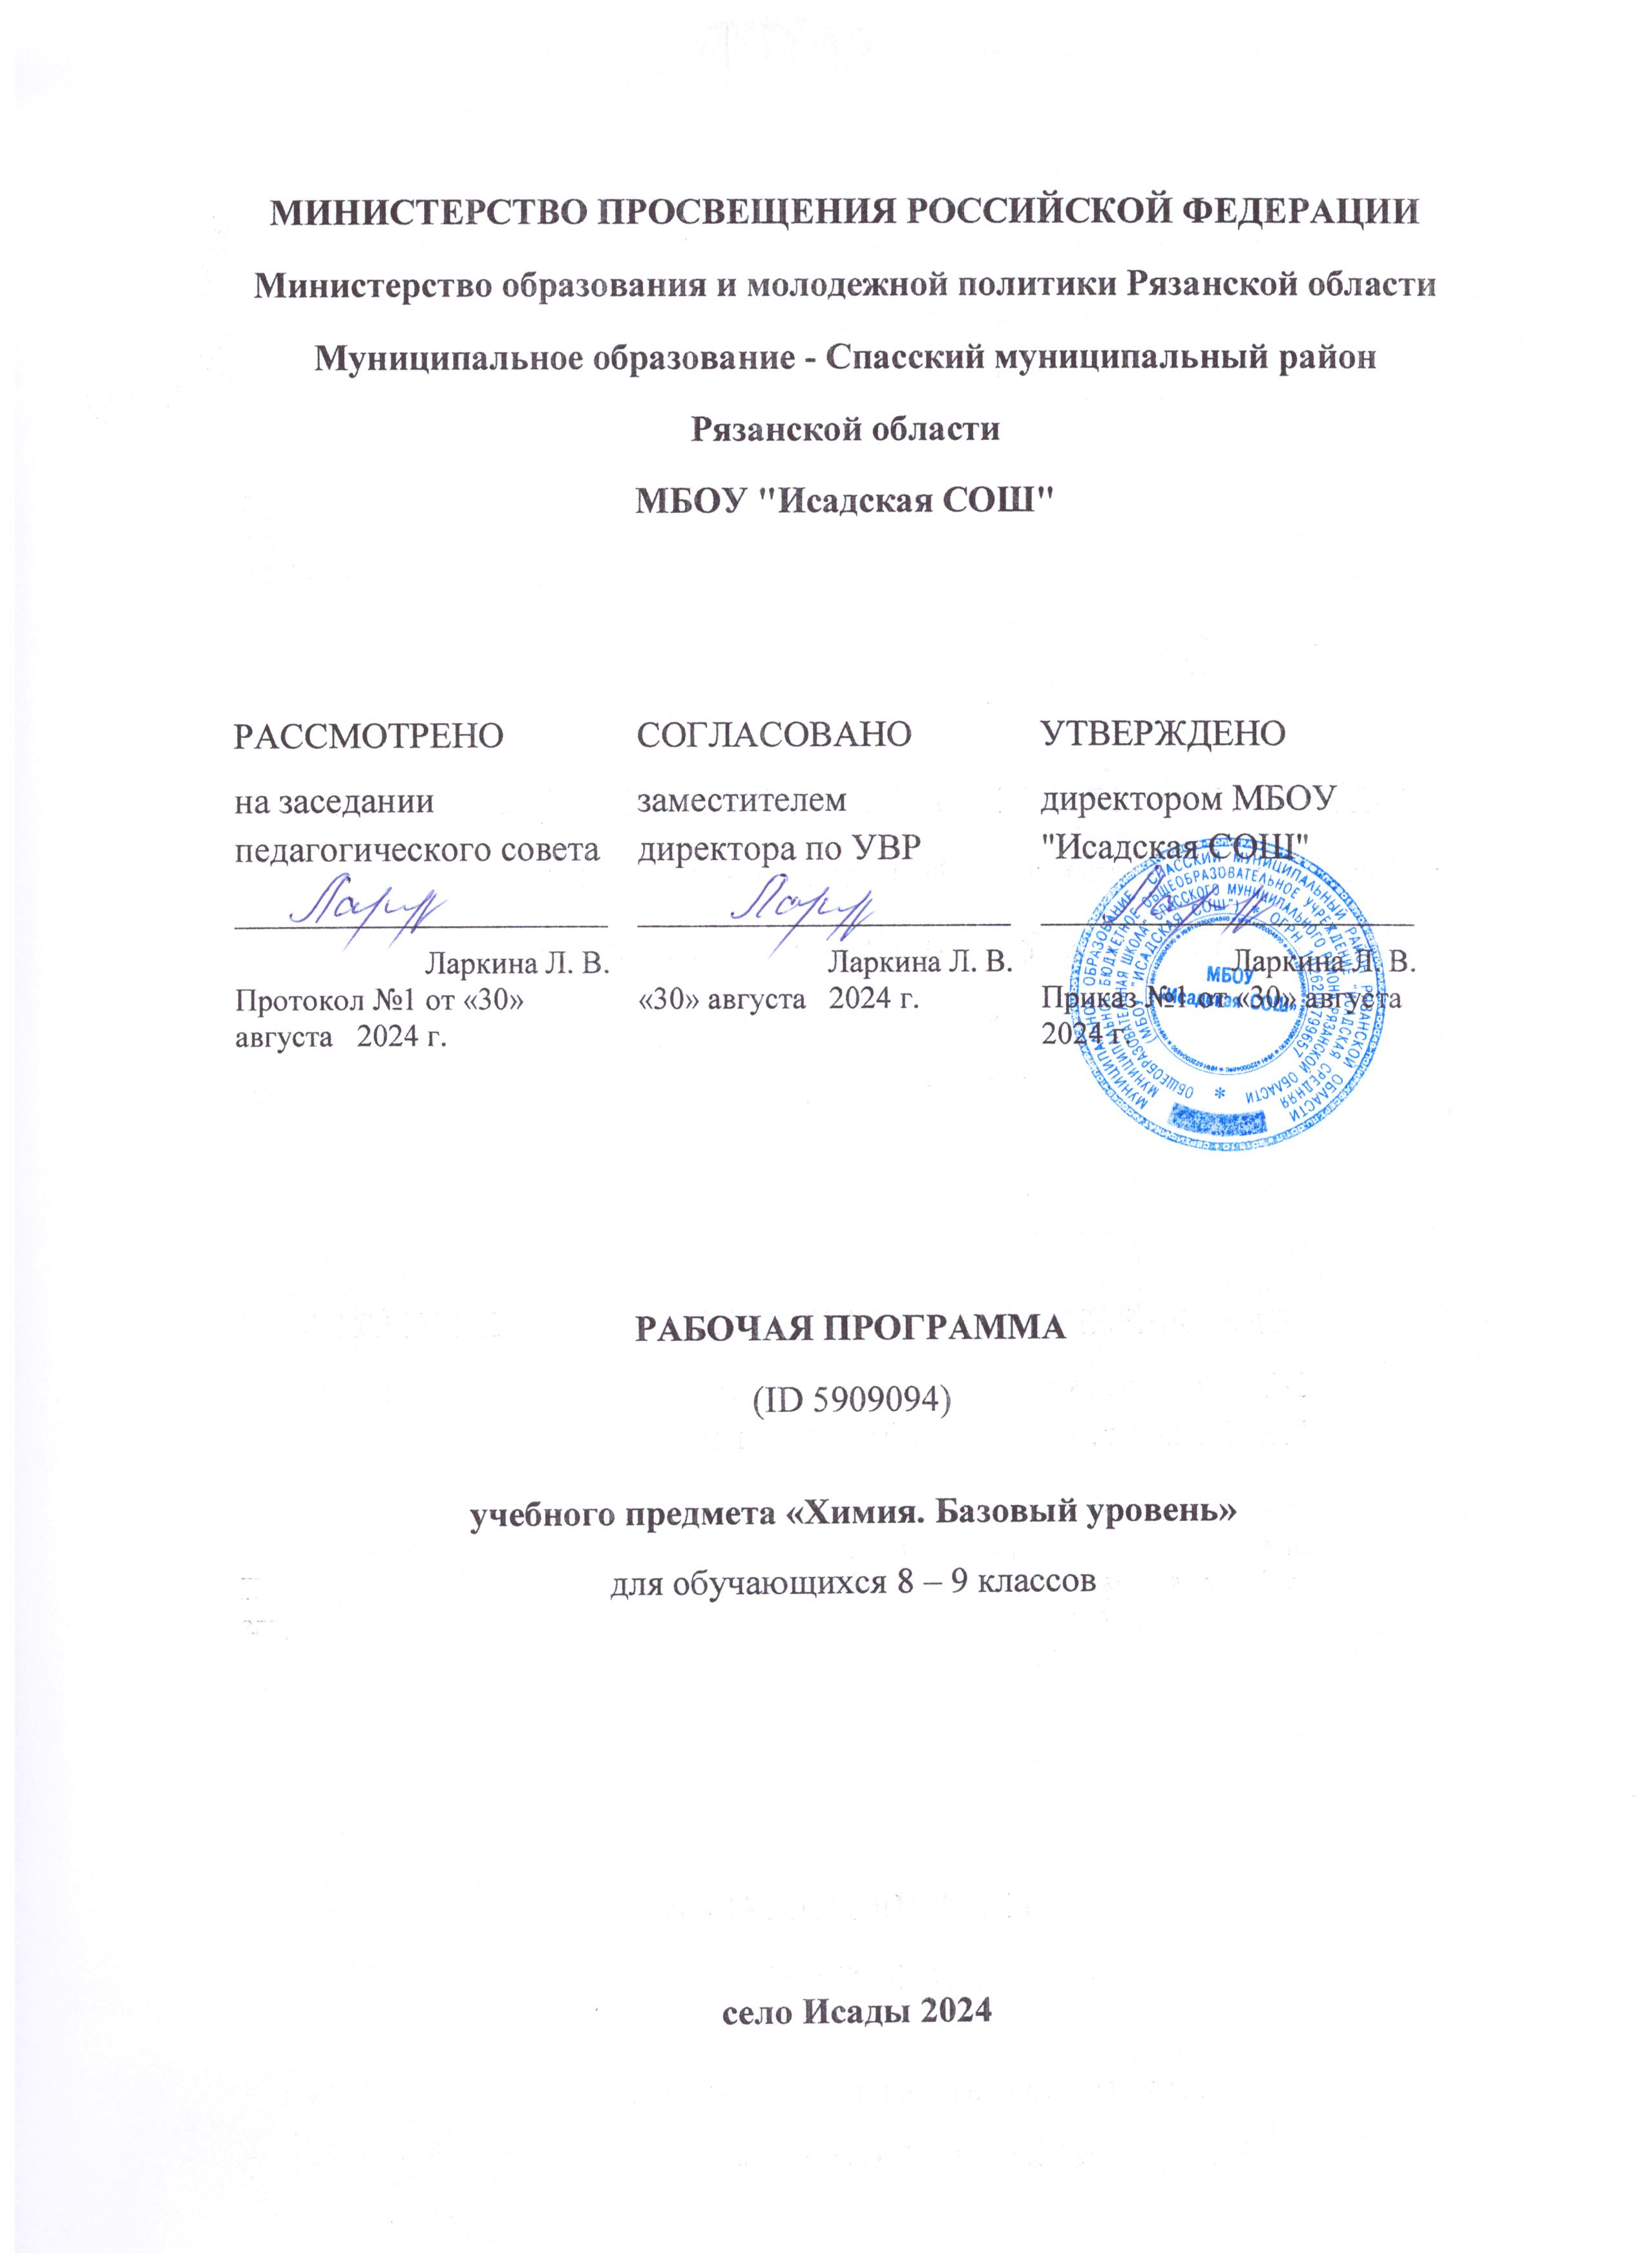 МИНИСТЕРСТВО ПРОСВЕЩЕНИЯ РОССИЙСКОЙ ФЕДЕРАЦИИ
Министерство образования и молодежной политики Рязанской области
Муниципальное образование - Спасский муниципальный район
Рязанской области
МБОУ "Исадская СОШ"
РАССМОТРЕНО
на заседании
педагогического совета
Ларкина Л. В.
Протокол №1 от «30»
августа 2024 г.
СОГЛАСОВАНО
заместителем
директора по УВР
Ларкина Л. В.
«30» августа 2024 г.
УТВЕРЖДЕНО
директором МБОУ
"Исадская СОШ"
Ларкина Л. В.
Приказ №1 от «30» августа
2024 г.
МБОУ
«Исадская СОШ»
РАБОЧАЯ ПРОГРАММА
(ID 5909094)
учебного предмета «Химия. Базовый уровень»
для обучающихся 8 – 9 классов
село Исады 2024